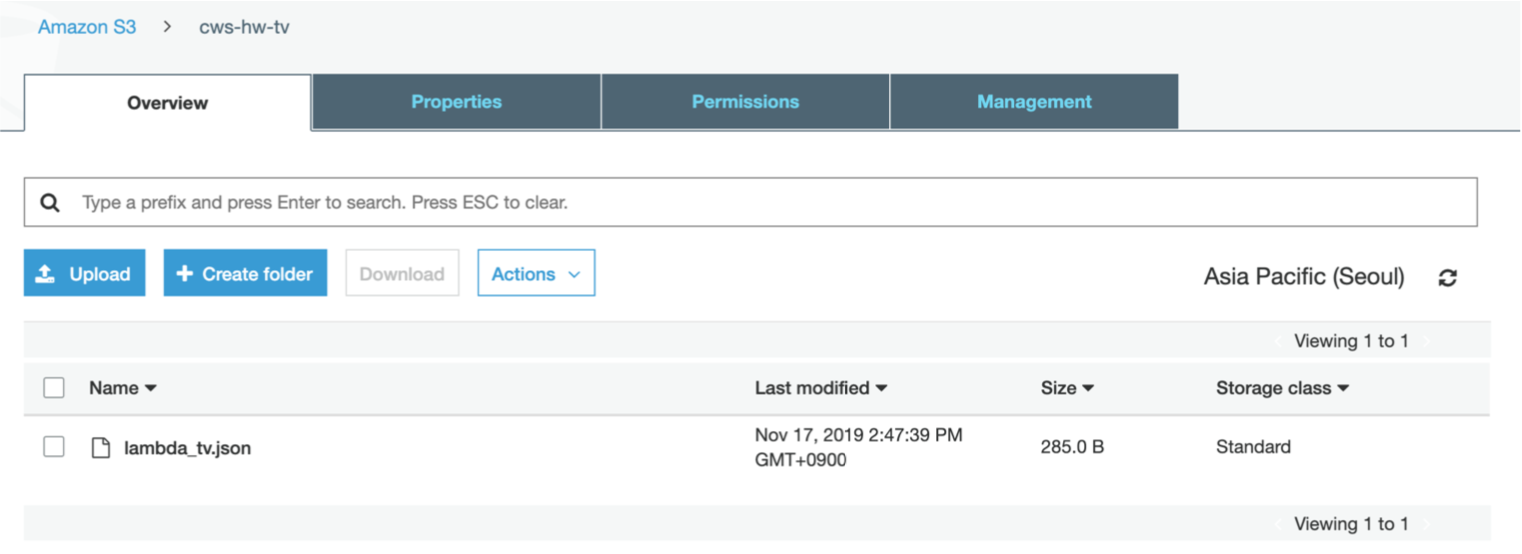 Amazon S3 > cws-hw-tv
Overview Properties Permissions Management
Type a prefix and press Enter to search. Press ESC to clear.
Upload + Create folder Download Actions
Asia Pacific (Seoul)
Viewing 1 to 1
Name Last modified Size Storage class
lambda_tv.json Nov 17, 2019 2:47:39 PM 285.0 B Standard
GMT+0900
Viewing 1 to 1